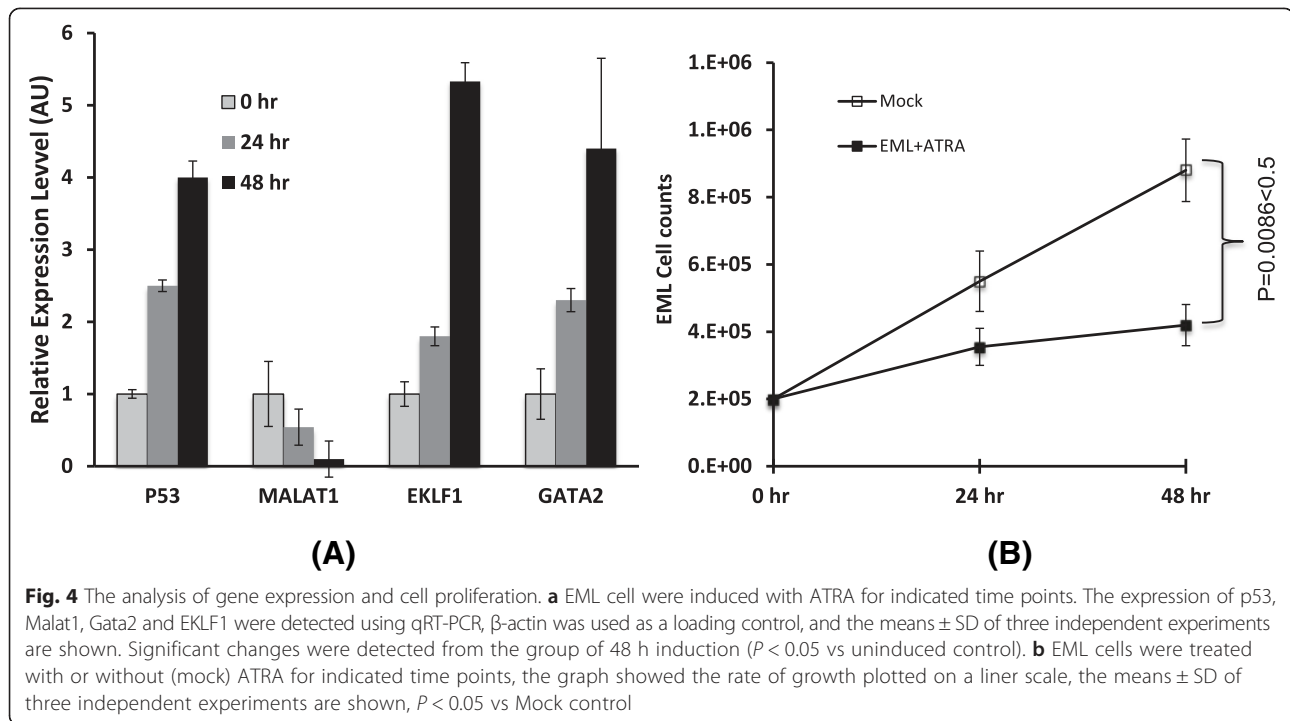 6
5
4
3
2
1
0
Relative Expression Levvel (AU)
0 hr
24 hr
48 hr
P53 MALAT1 EKLF1 GATA2
(A)
1.E+06
1.E+06
8.E+05
6.E+05
4.E+05
2.E+05
0.E+00
EML Cell counts
Mock
EML+ATRA
P=0.0086<0.5
0 hr 24 hr 48 hr
(B)
Fig. 4 The analysis of gene expression and cell proliferation. a EML cell were induced with ATRA for indicated time points. The expression of p53,
Malat1, Gata2 and EKLF1 were detected using qRT-PCR, β-actin was used as a loading control, and the means ± SD of three independent experiments
are shown. Significant changes were detected from the group of 48 h induction (P < 0.05 vs uninduced control). b EML cells were treated
with or without (mock) ATRA for indicated time points, the graph showed the rate of growth plotted on a liner scale, the means ± SD of
three independent experiments are shown, P < 0.05 vs Mock control